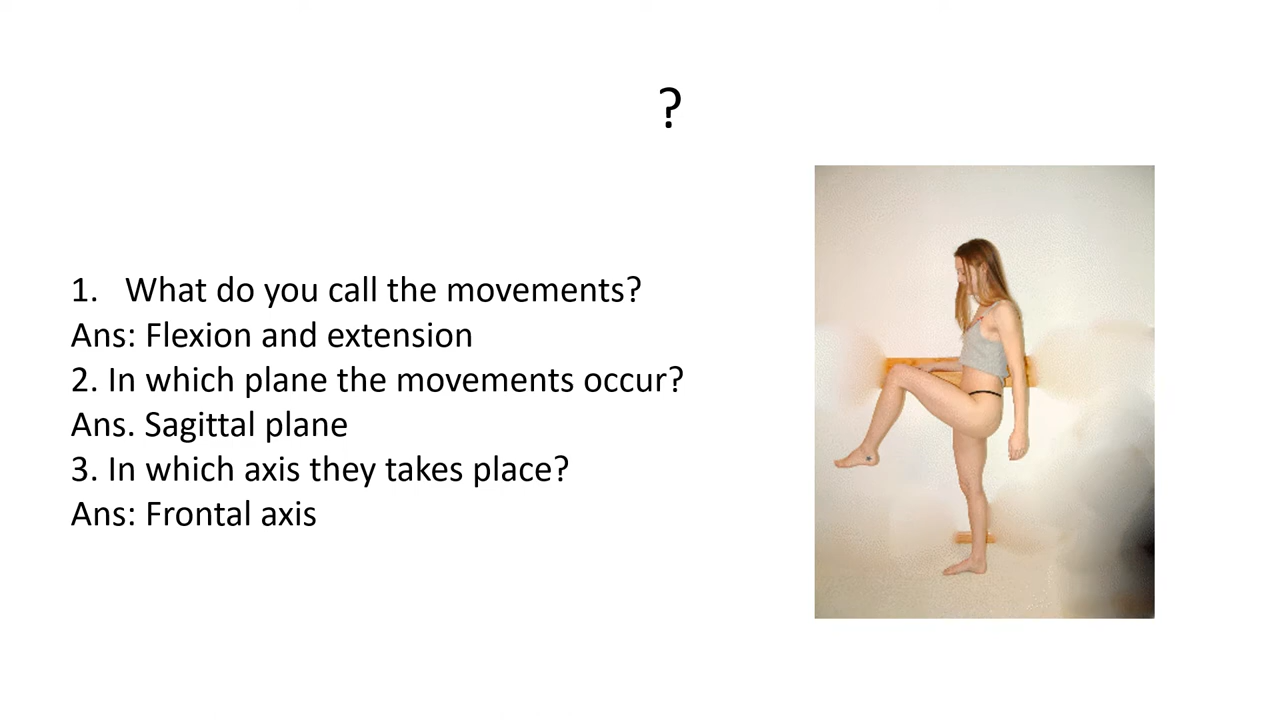 ?
1. What do you call the movements?
Ans: Flexion and extension
2. In which plane the movements occur?
Ans. Sagittal plane
3. In which axis they takes place?
Ans: Frontal axis